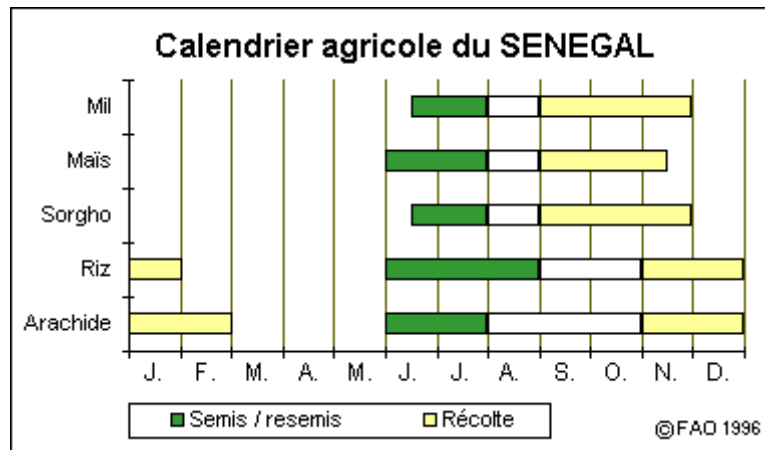 Calendrier agricole du SENEGAL
Mil
Maïs
Sorgho
Riz
Arachide
J. F. M. A. M. J. J. A. S. O. N. D.
Semis / resemis Récolte
©FAO 1996